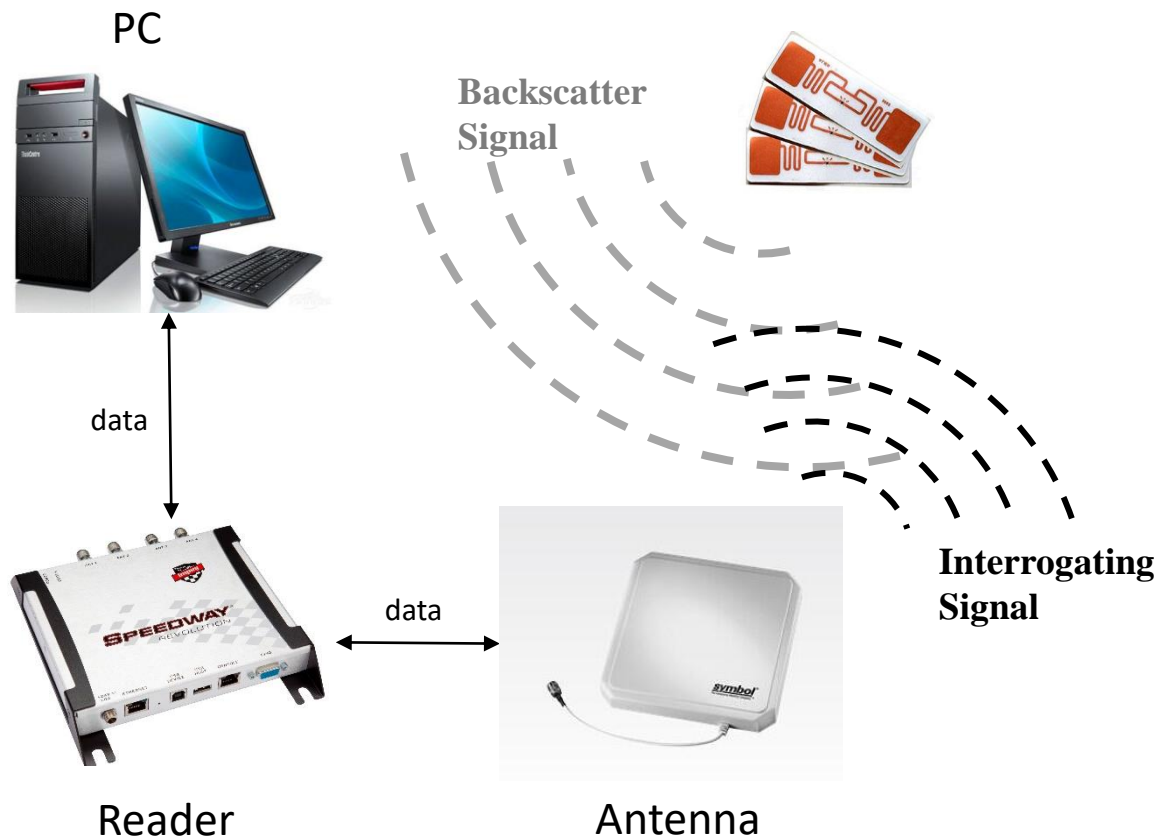 PC
Backscatter
Signal
data
SPEEDWAY
REVOLUTION
data
symbol
Interrogating
Signal
Reader
Antenna